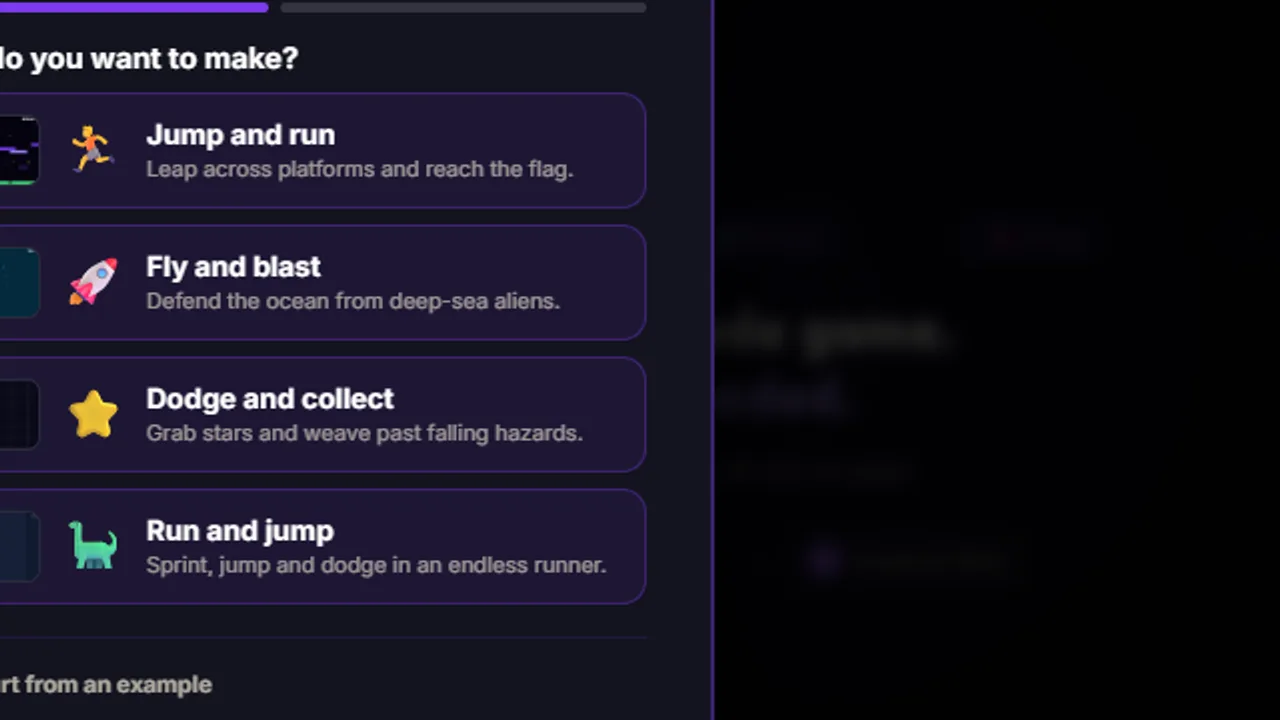 do you want to make?
Jump and run
Leap across platforms and reach the flag.
Fly and blast
Defend the ocean from deep-sea aliens.
Dodge and collect
Grab stars and weave past falling hazards.
Run and jump
Sprint, jump and dodge in an endless runner.
rt from an example